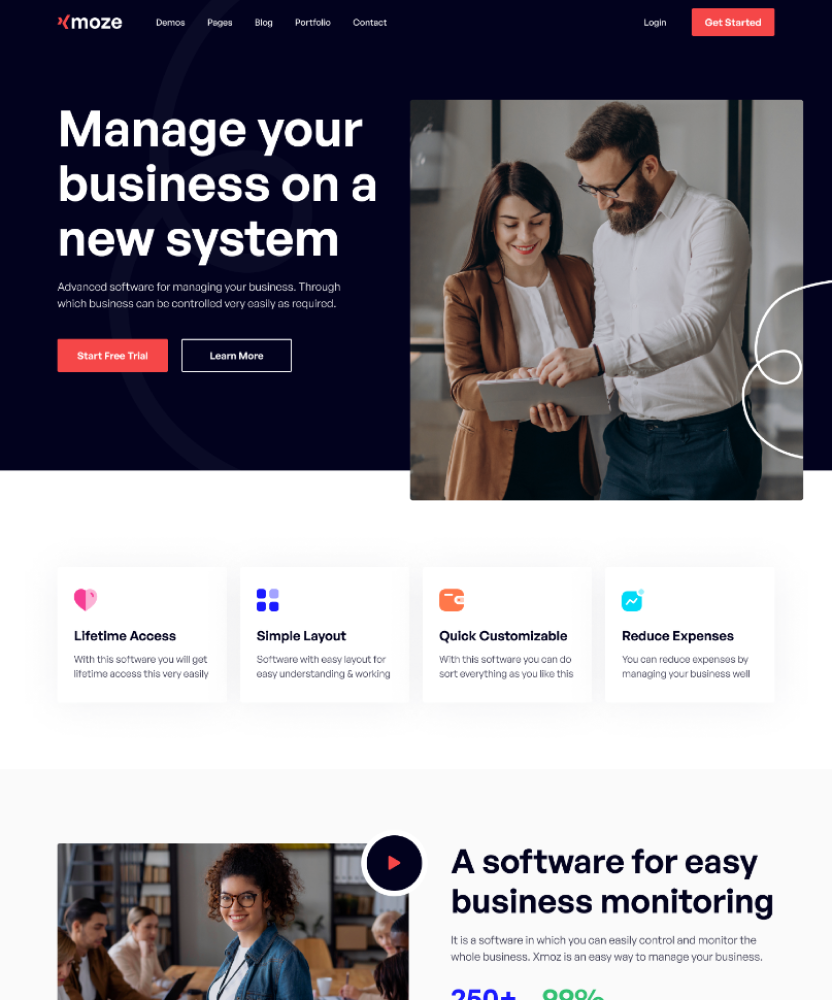 moze
Demos Pages Blog Portfolio Contact Login Get Started
Manage your
business on a
new system
Advanced software for managing your business. Through
which business can be controlled very easily as required.
Start Free Trial Learn More
Lifetime Access
With this software you will get
lifetime access this very easily
Simple Layout
Software with easy layout for
easy understanding & working
Quick Customizable
With this software you can do
sort everything as you like this
Reduce Expenses
You can reduce expenses by
managing your business well
A software for easy
business monitoring
It is a software in which you can easily control and monitor the
whole business. Xmoz is an easy way to manage your business.
250+ 99%